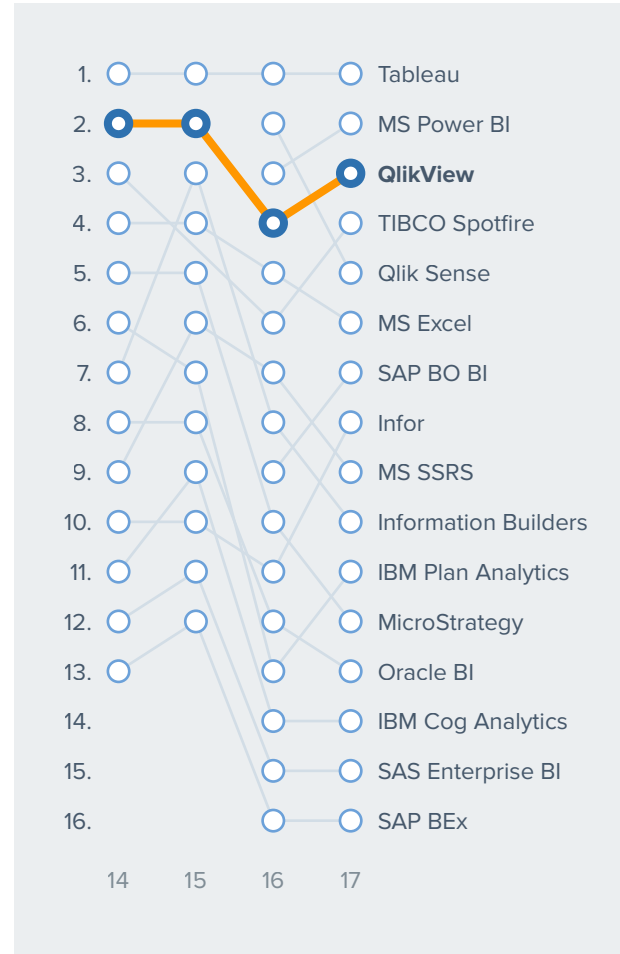 1. Tableau
2. MS Power BI
3. QlikView
4. TIBCO Spotfire
5. Qlik Sense
6. MS Excel
7. SAP BO BI
8. Infor
9. MS SSRS
10. Information Builders
11. IBM Plan Analytics
12. MicroStrategy
13. Oracle BI
14. IBM Cog Analytics
15. SAS Enterprise BI
16. SAP BEx
14 15 16 17